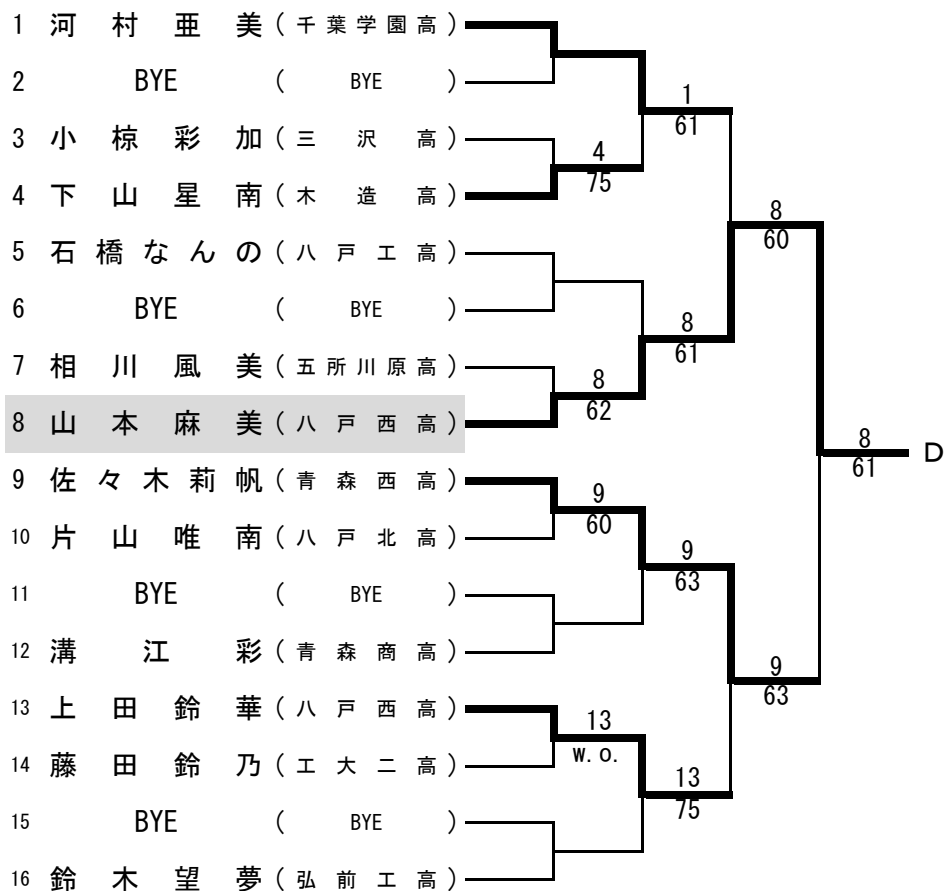 1 河村亜美 (千葉学園高)
2 BYE ( BYE )
1
61
3 小椋彩加 (三沢高)
4
75
4 下山星南 (木造高)
8
60
5 石橋なんの (八戸工高)
6 BYE ( BYE )
8
61
7 相川風美 (五所川原高)
8
62
8 山本麻美 (八戸西高)
8
61
D
9 佐々木莉帆 (青森西高)
9
60
10 片山唯南 (八戸北高)
9
63
11 BYE ( BYE )
12 溝江彩 (青森商高)
9
63
13 上田鈴華 (八戸西高)
13
w.o.
14 藤田鈴乃 (工大二高)
13
75
15 BYE ( BYE )
16 鈴木望夢 (弘前工高)